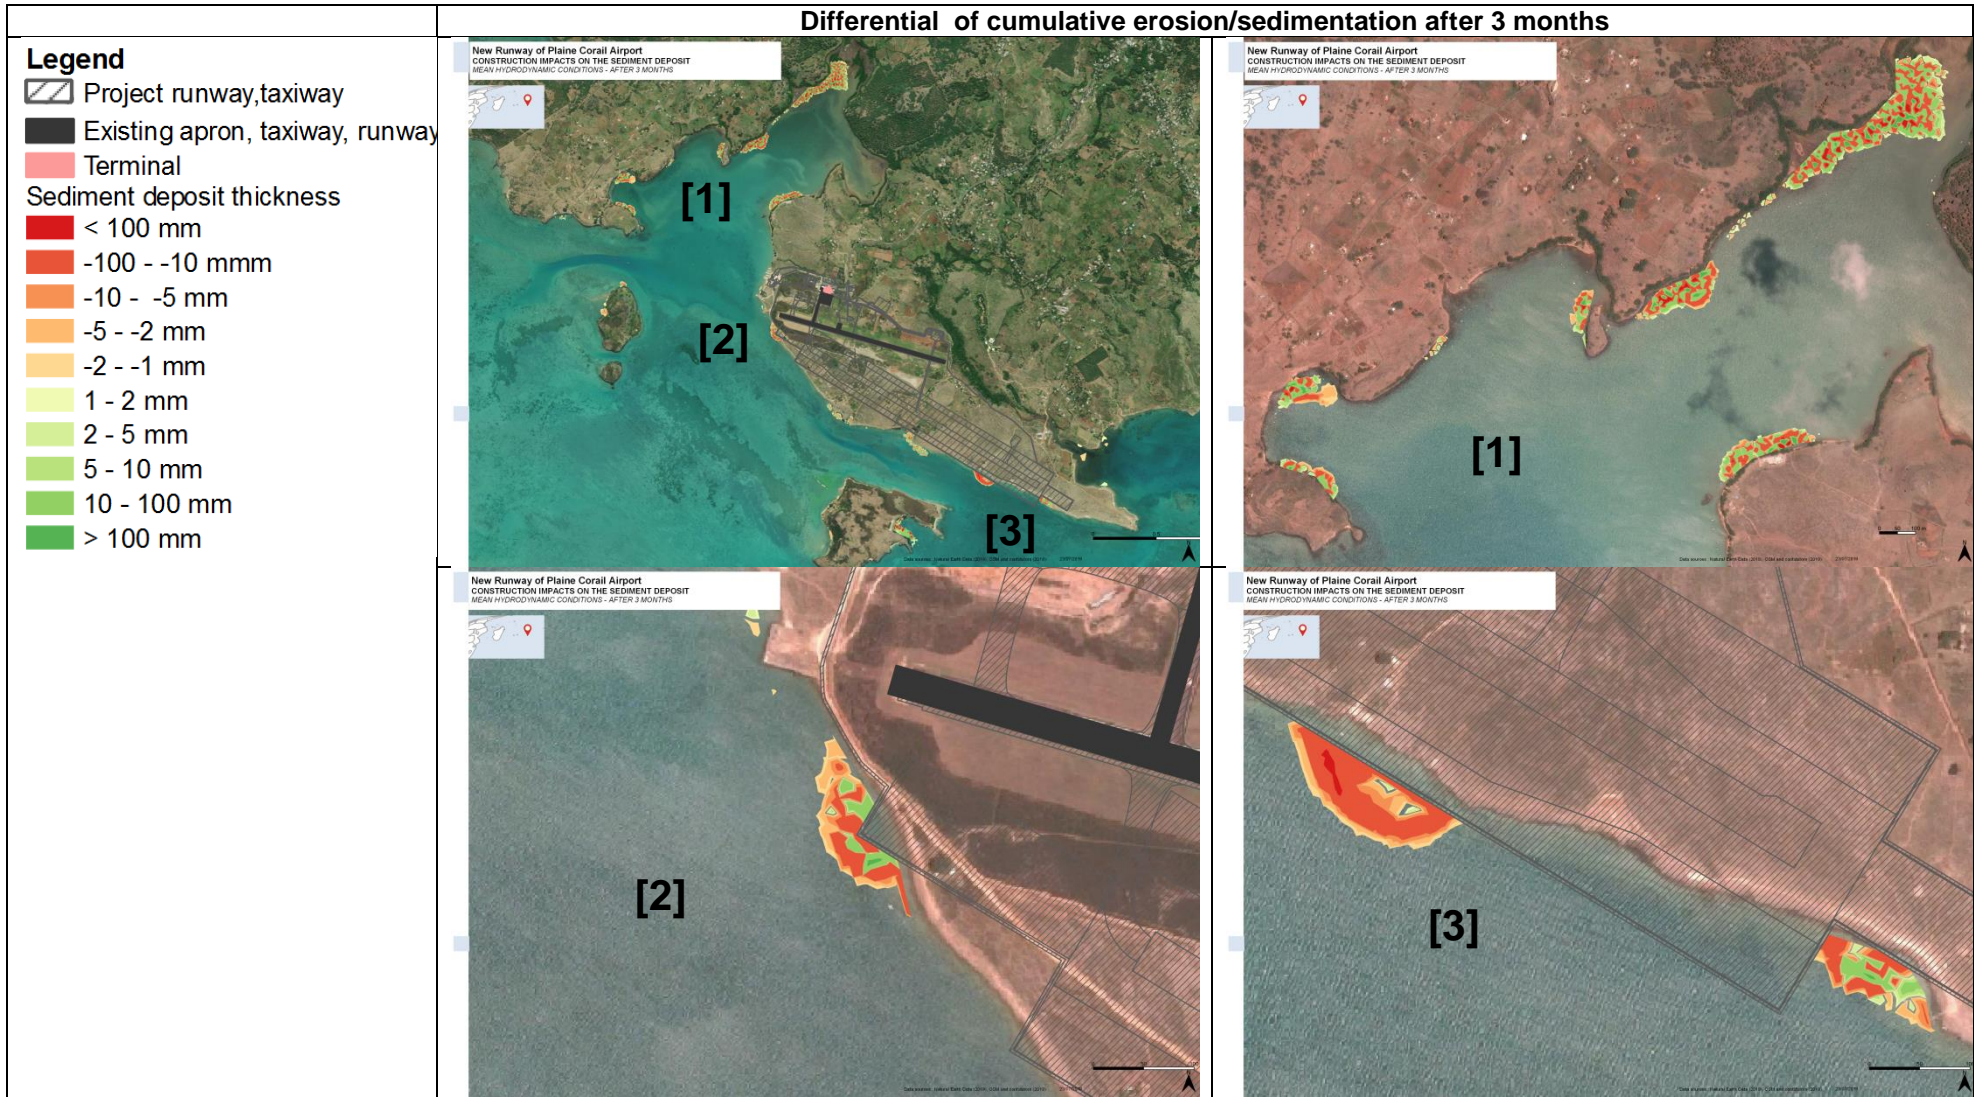 Differential of cumulative erosion/sedimentation after 3 months
Legend
Project runway,taxiway
Existing apron, taxiway, runway
Terminal
Sediment deposit thickness
< 100 mm
-100 - -10 mmm
-10 - -5 mm
-5 - -2 mm
-2 - -1 mm
1 - 2 mm
2 - 5 mm
5 - 10 mm
10 - 100 mm
> 100 mm
New Runway of Plaine Corail Airport
CONSTRUCTION IMPACTS ON THE SEDIMENT DEPOSIT
MEAN HYDRODYNAMIC CONDITIONS - AFTER 3 MONTHS
[1]
[2]
[3]
New Runway of Plaine Corail Airport
CONSTRUCTION IMPACTS ON THE SEDIMENT DEPOSIT
MEAN HYDRODYNAMIC CONDITIONS - AFTER 3 MONTHS
[1]
New Runway of Plaine Corail Airport
CONSTRUCTION IMPACTS ON THE SEDIMENT DEPOSIT
MEAN HYDRODYNAMIC CONDITIONS - AFTER 3 MONTHS
[2]
New Runway of Plaine Corail Airport
CONSTRUCTION IMPACTS ON THE SEDIMENT DEPOSIT
MEAN HYDRODYNAMIC CONDITIONS - AFTER 3 MONTHS
[3]